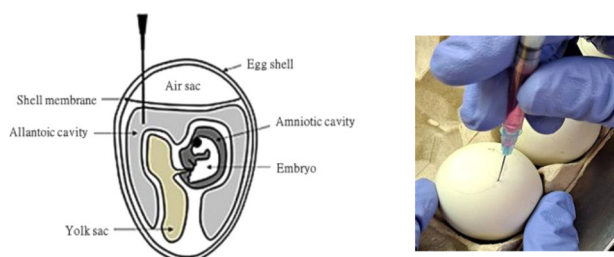 Egg shell
Air sac
Shell membrane
Allantoic cavity
Amniotic cavity
Embryo
Yolk sac